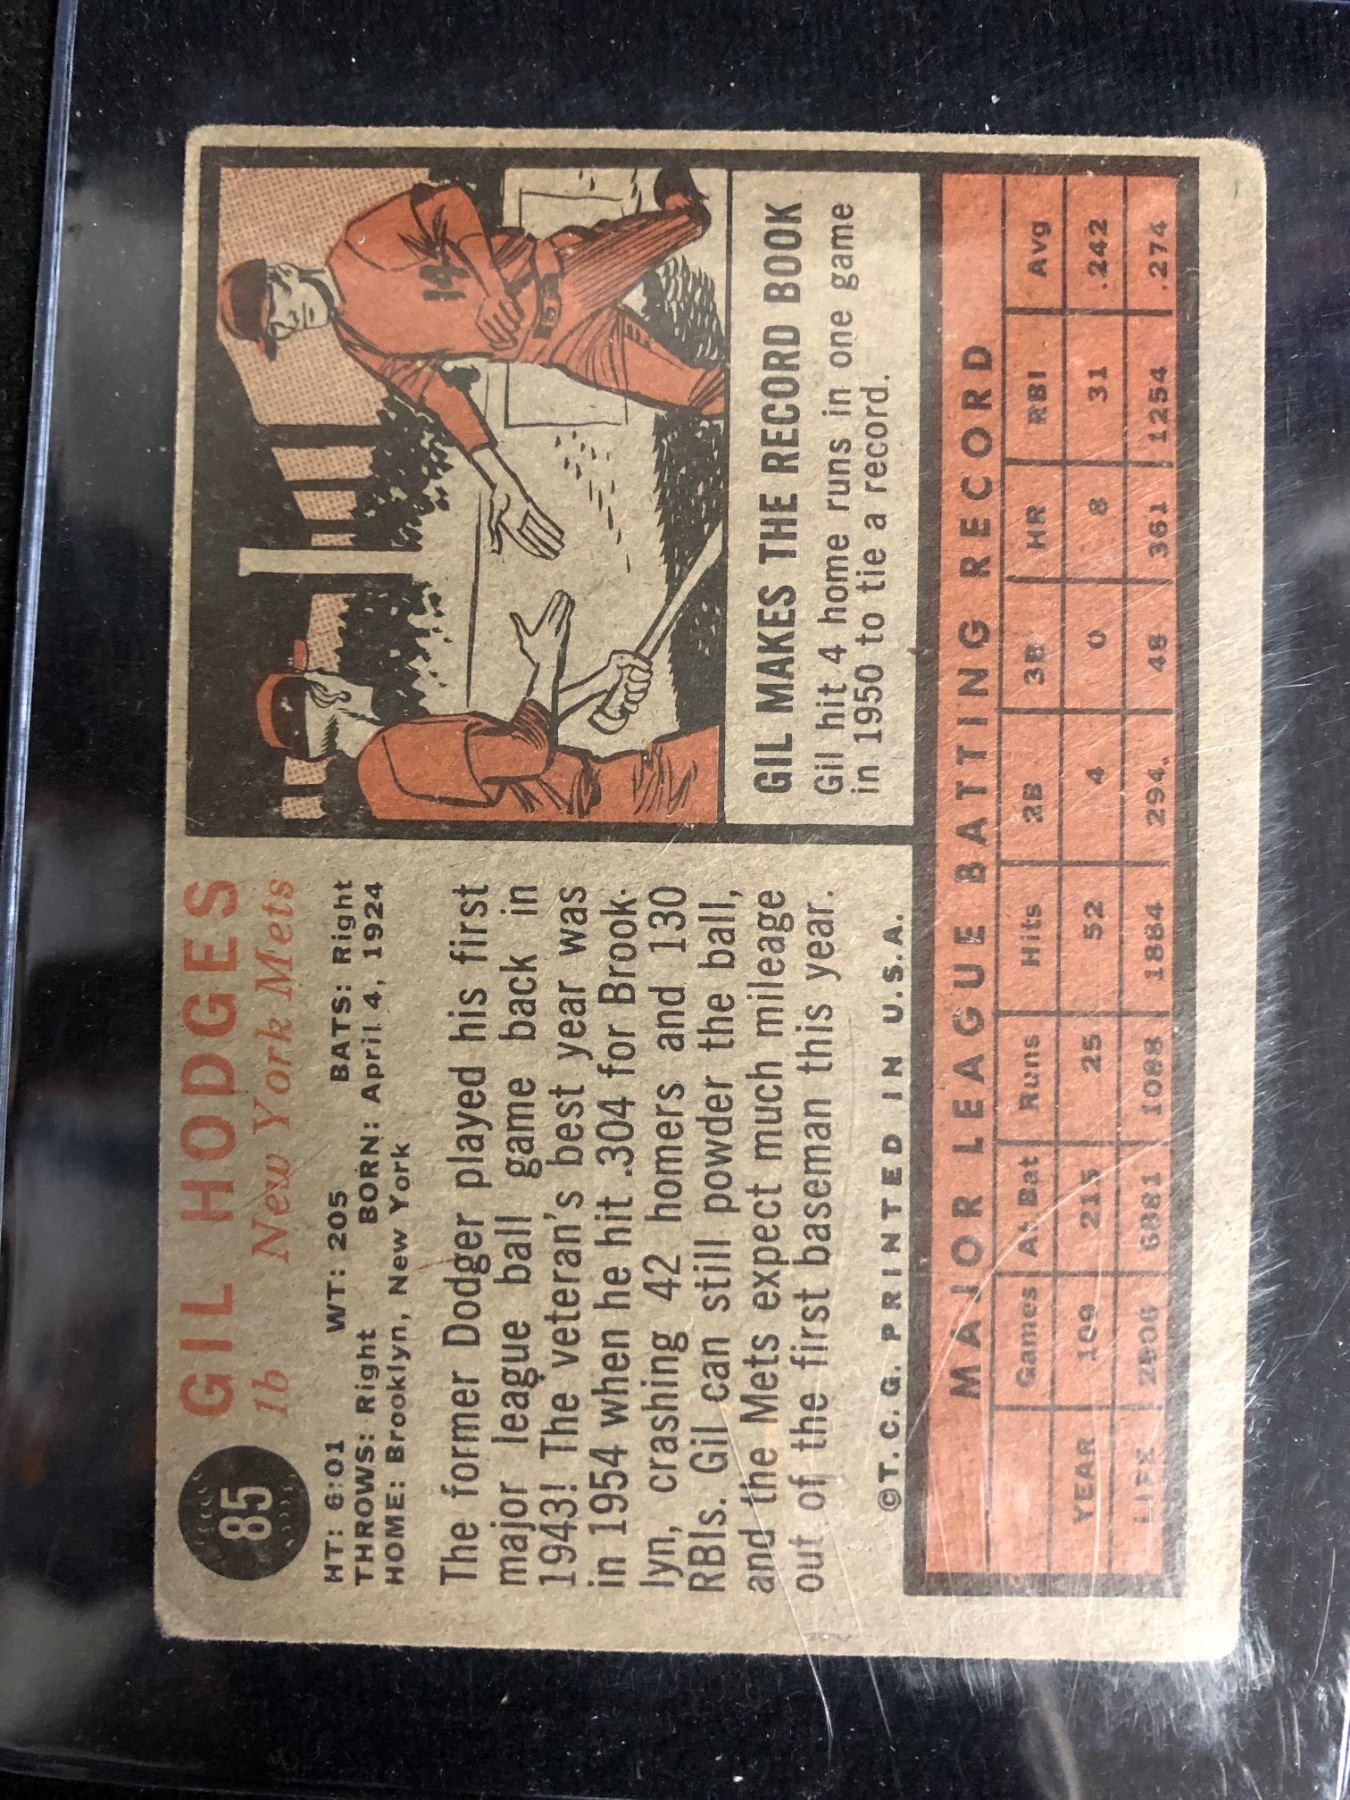 85
GIL HODGES
1b New York Mets
HT: 6:01 WT: 205 BATS: Right
THROWS: Right BORN: April 4, 1924
HOME: Brooklyn, New York
The former Dodger played his first
major league ball game back in
1943! The veteran's best year was
in 1954 when he hit .304 for Brook-
lyn, crashing 42 homers and 130
RBIs. Gil can still powder the ball,
and the Mets expect much mileage
out of the first baseman this year.
©T.C.G. PRINTED IN U.S.A.
14
GIL MAKES THE RECORD BOOK
Gil hit 4 home runs in one game
in 1950 to tie a record.
MAJOR LEAGUE BATTING RECORD
Games At Bat Runs Hits 2B 3B HR RBI Avg
YEAR 109 215 25 52 4 0 8 31 .242
LIFE 6881 1088 1884 294. 48 361 1254 .274